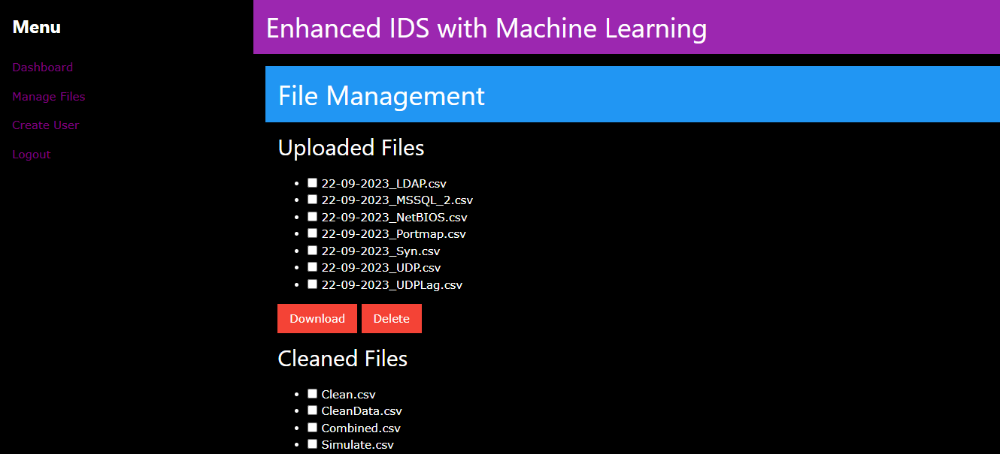 Menu
Dashboard
Manage Files
Create User
Logout
Enhanced IDS with Machine Learning
File Management
Uploaded Files
22-09-2023_LDAP.csv
22-09-2023_MSSQL_2.csv
22-09-2023_NetBIOS.csv
22-09-2023_Portmap.csv
22-09-2023_Syn.csv
22-09-2023_UDP.csv
22-09-2023_UDPLag.csv
Download Delete
Cleaned Files
Clean.csv
CleanData.csv
Combined.csv
Simulate.csv